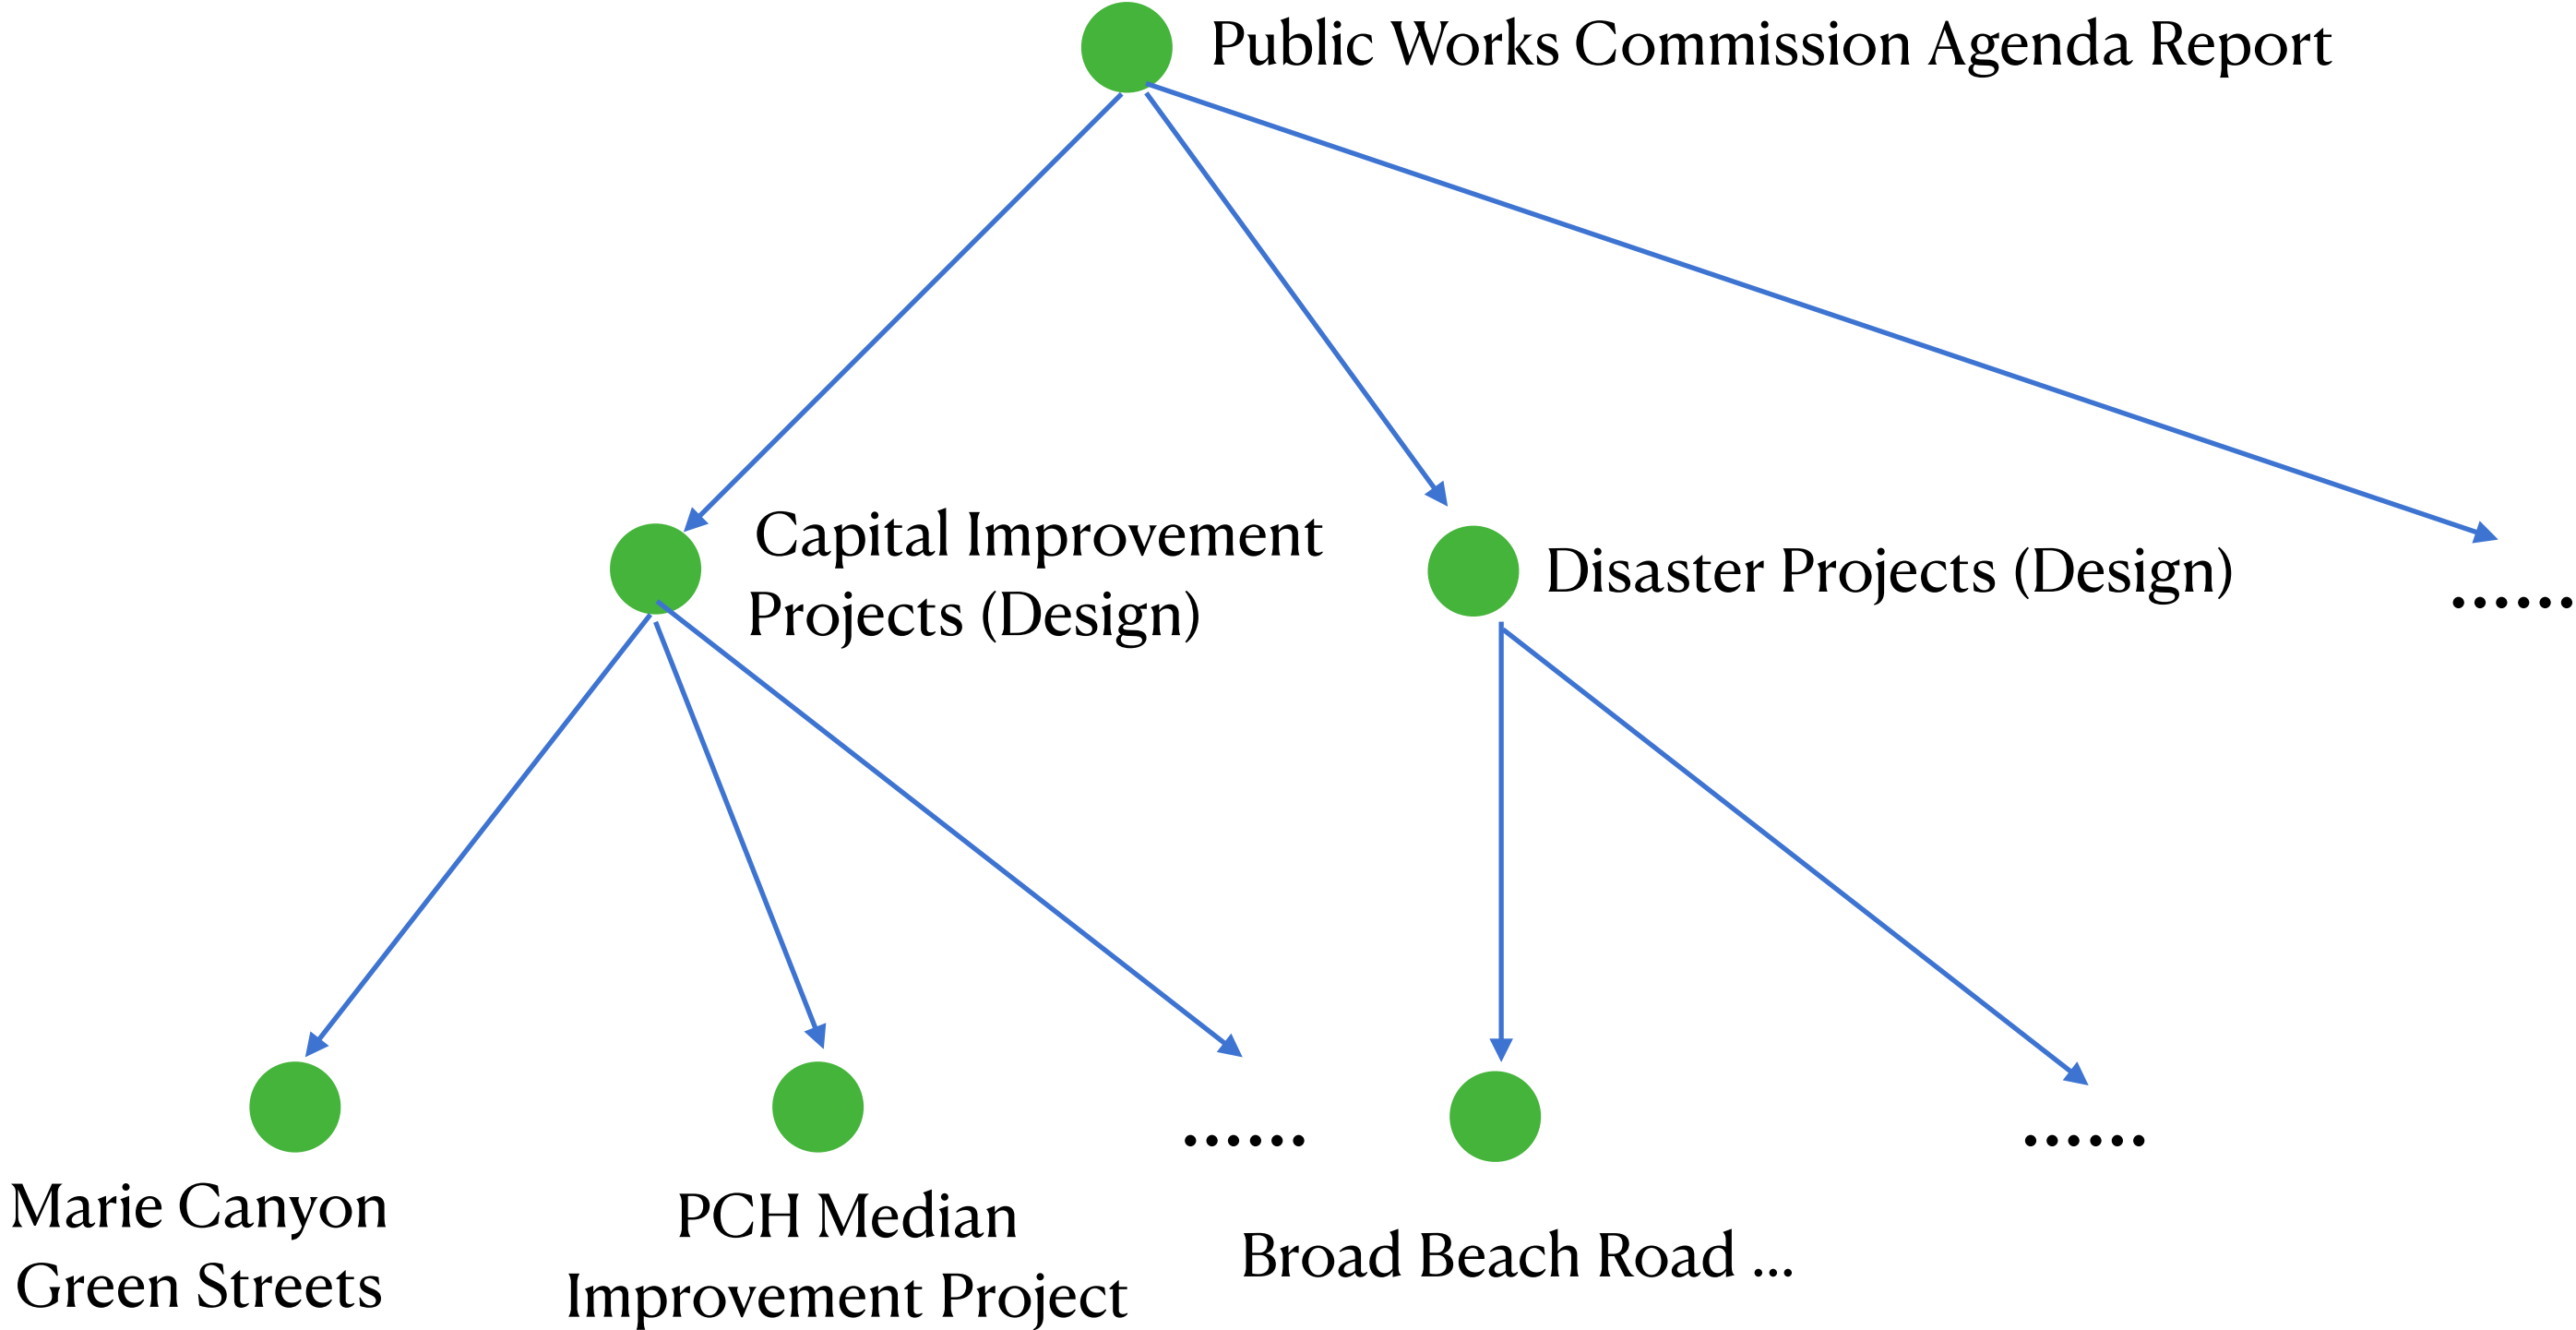 Public Works Commission Agenda Report
Capital Improvement
Projects (Design)
Disaster Projects (Design)
......
Marie Canyon
Green Streets
PCH Median
Improvement Project
......
Broad Beach Road ...
......